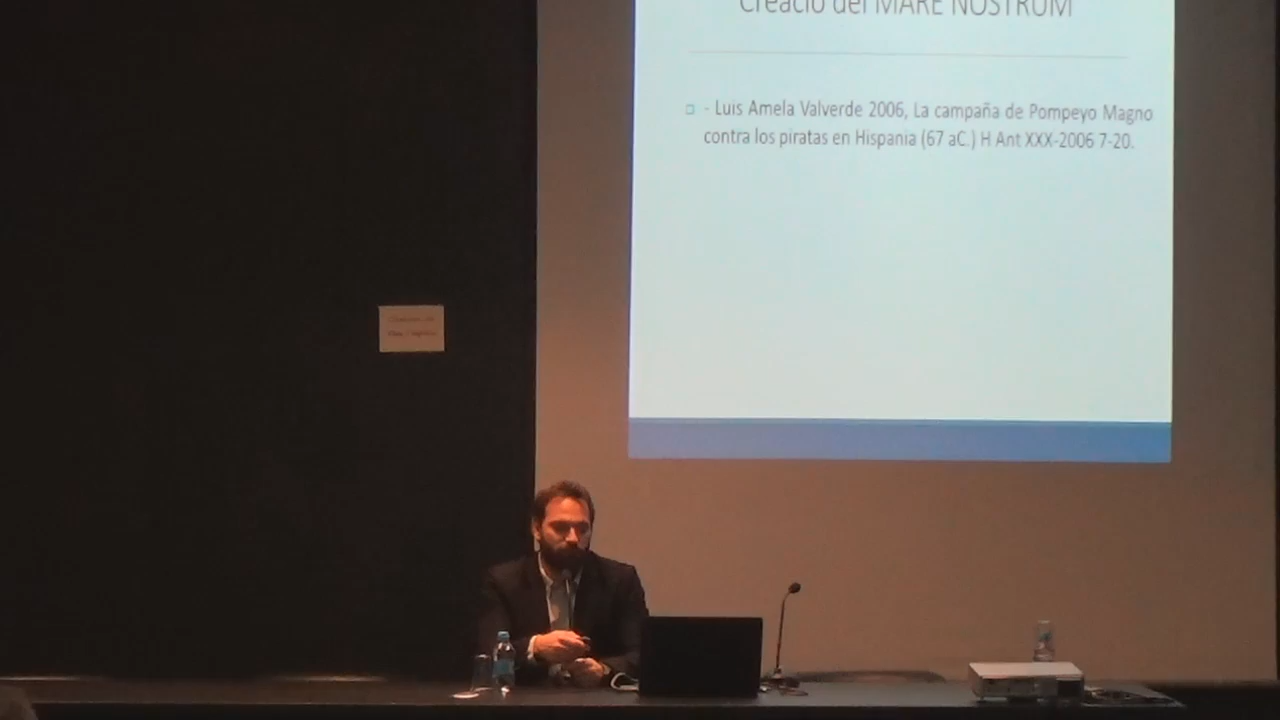 Creació del MARE NOSTRUM
- Luis Amela Valverde 2006, La campaña de Pompeyo Magno
contra los piratas en Hispania (67 aC.) H Ant XXX-2006 7-20.